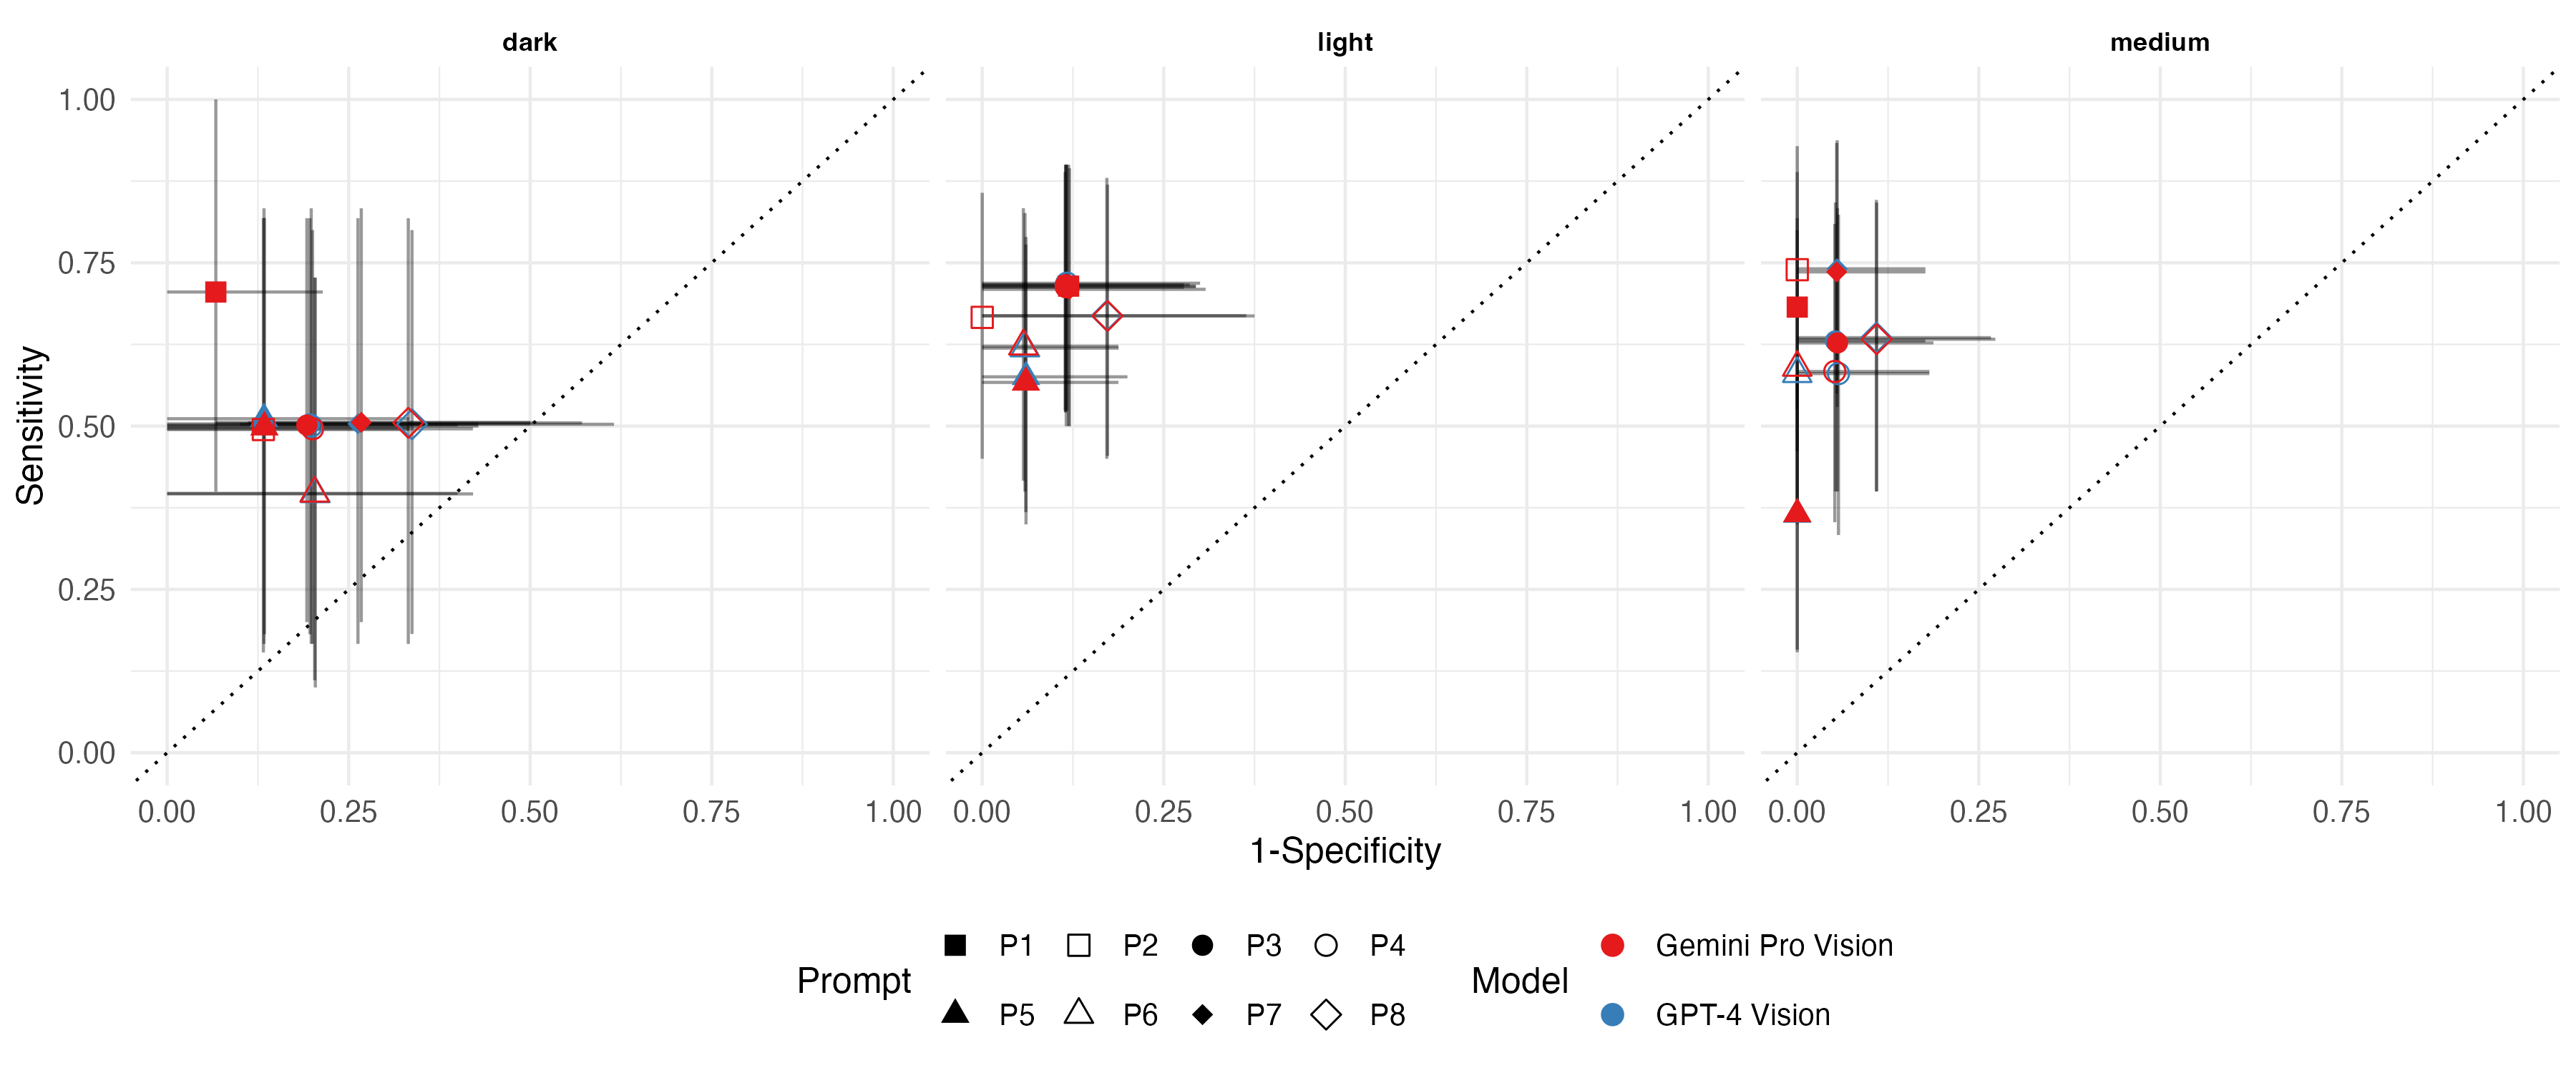 dark light medium
1.00
0.75
0.50
0.25
0.00
Sensitivity
0.00 0.25 0.50 0.75 1.00 0.00 0.25 0.50 0.75 1.00 0.00 0.25 0.50 0.75 1.00
1-Specificity
Prompt
P1 P2 P3 P4
P5 P6 P7 P8
Model
Gemini Pro Vision
GPT-4 Vision